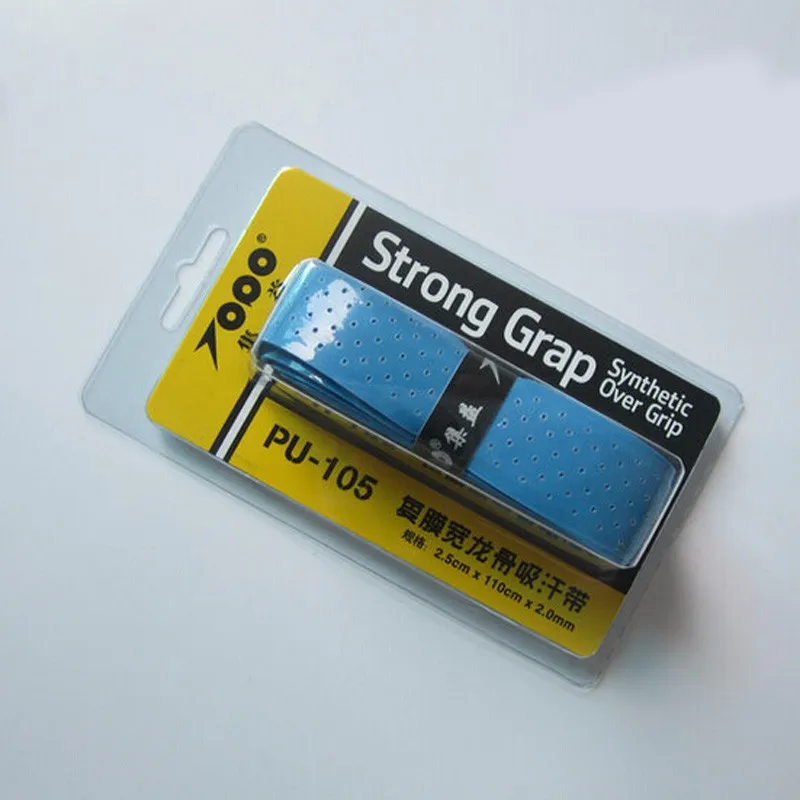 Strong Grap
Synthetic
Over Grip
®
PU-105
复膜宽龙骨吸汗带
规格: 2.5cm x 110cm x 2.0mm